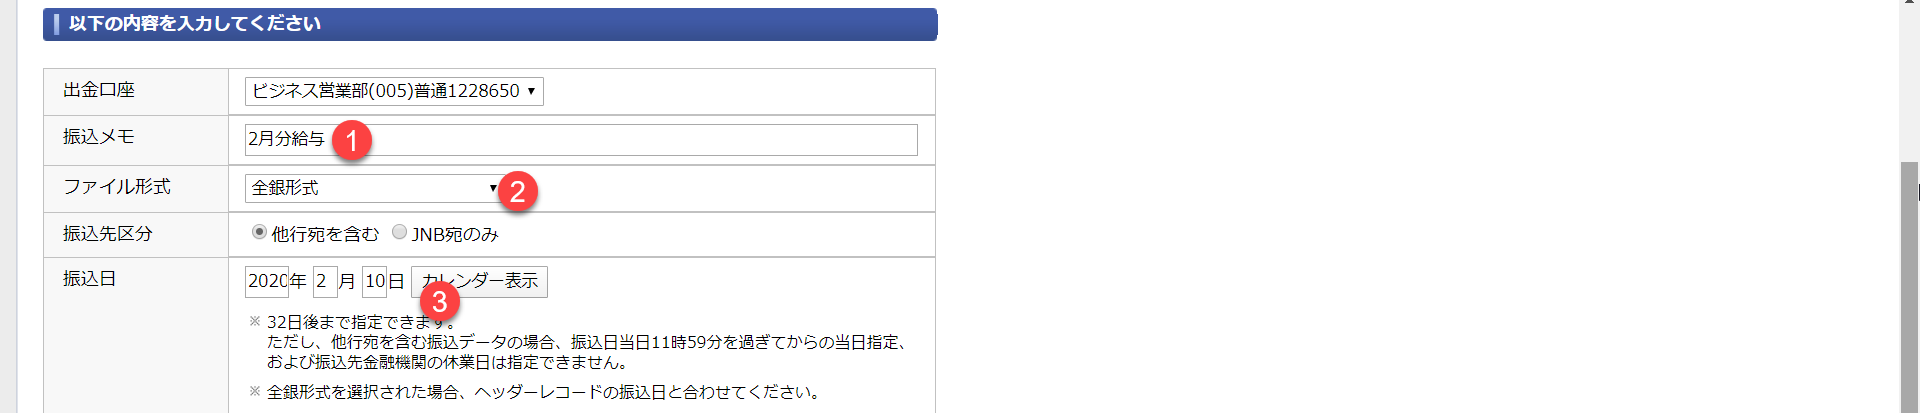 以下の内容を入力してください
出金口座 ビジネス営業部(005)普通1228650 ▼
振込メモ 2月分給与 1
ファイル形式 全銀形式 ▼ 2
振込先区分 他行宛を含む JNB宛のみ
振込日 2020年 2 月 10日 カレンダー表示
3
※ 32日後まで指定できます。
ただし、他行宛を含む振込データの場合、振込日当日11時59分を過ぎてからの当日指定、
および振込先金融機関の休業日は指定できません。
※ 全銀形式を選択された場合、ヘッダーレコードの振込日と合わせてください。